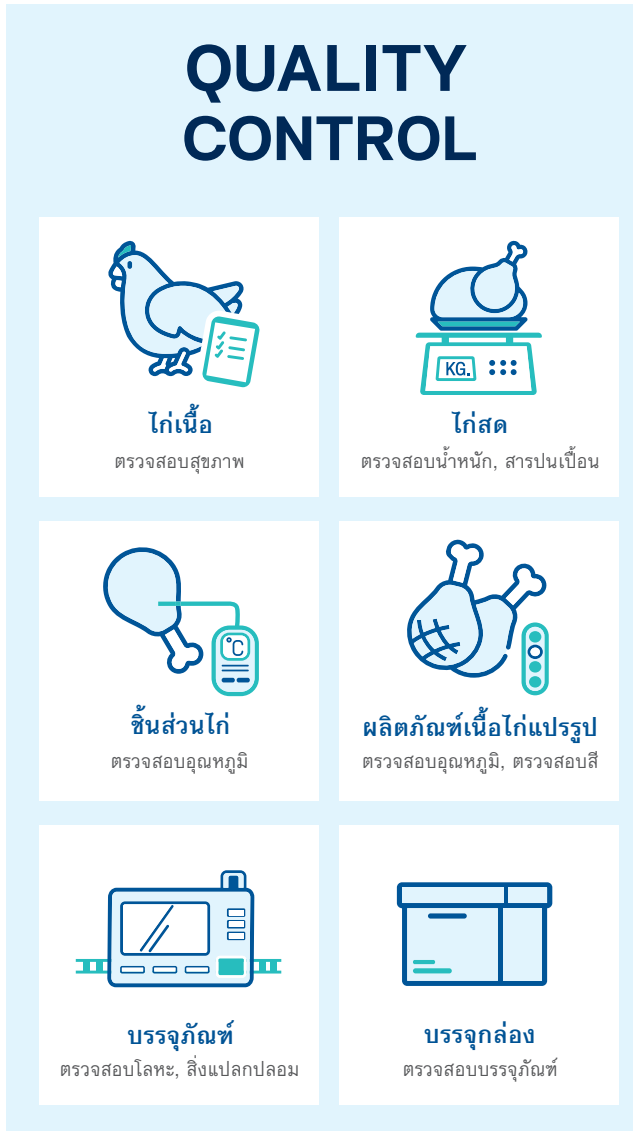 QUALITY
CONTROL
KG.
ไก่เนื้อ
ตรวจสอบสุขภาพ
ไก่สด
ตรวจสอบน้ำหนัก, สารปนเปื้อน
°C
ชิ้นส่วนไก่
ตรวจสอบอุณหภูมิ
ผลิตภัณฑ์เนื้อไก่แปรรูป
ตรวจสอบอุณหภูมิ, ตรวจสอบสี
บรรจุภัณฑ์
ตรวจสอบโลหะ, สิ่งแปลกปลอม
บรรจุกล่อง
ตรวจสอบบรรจุภัณฑ์